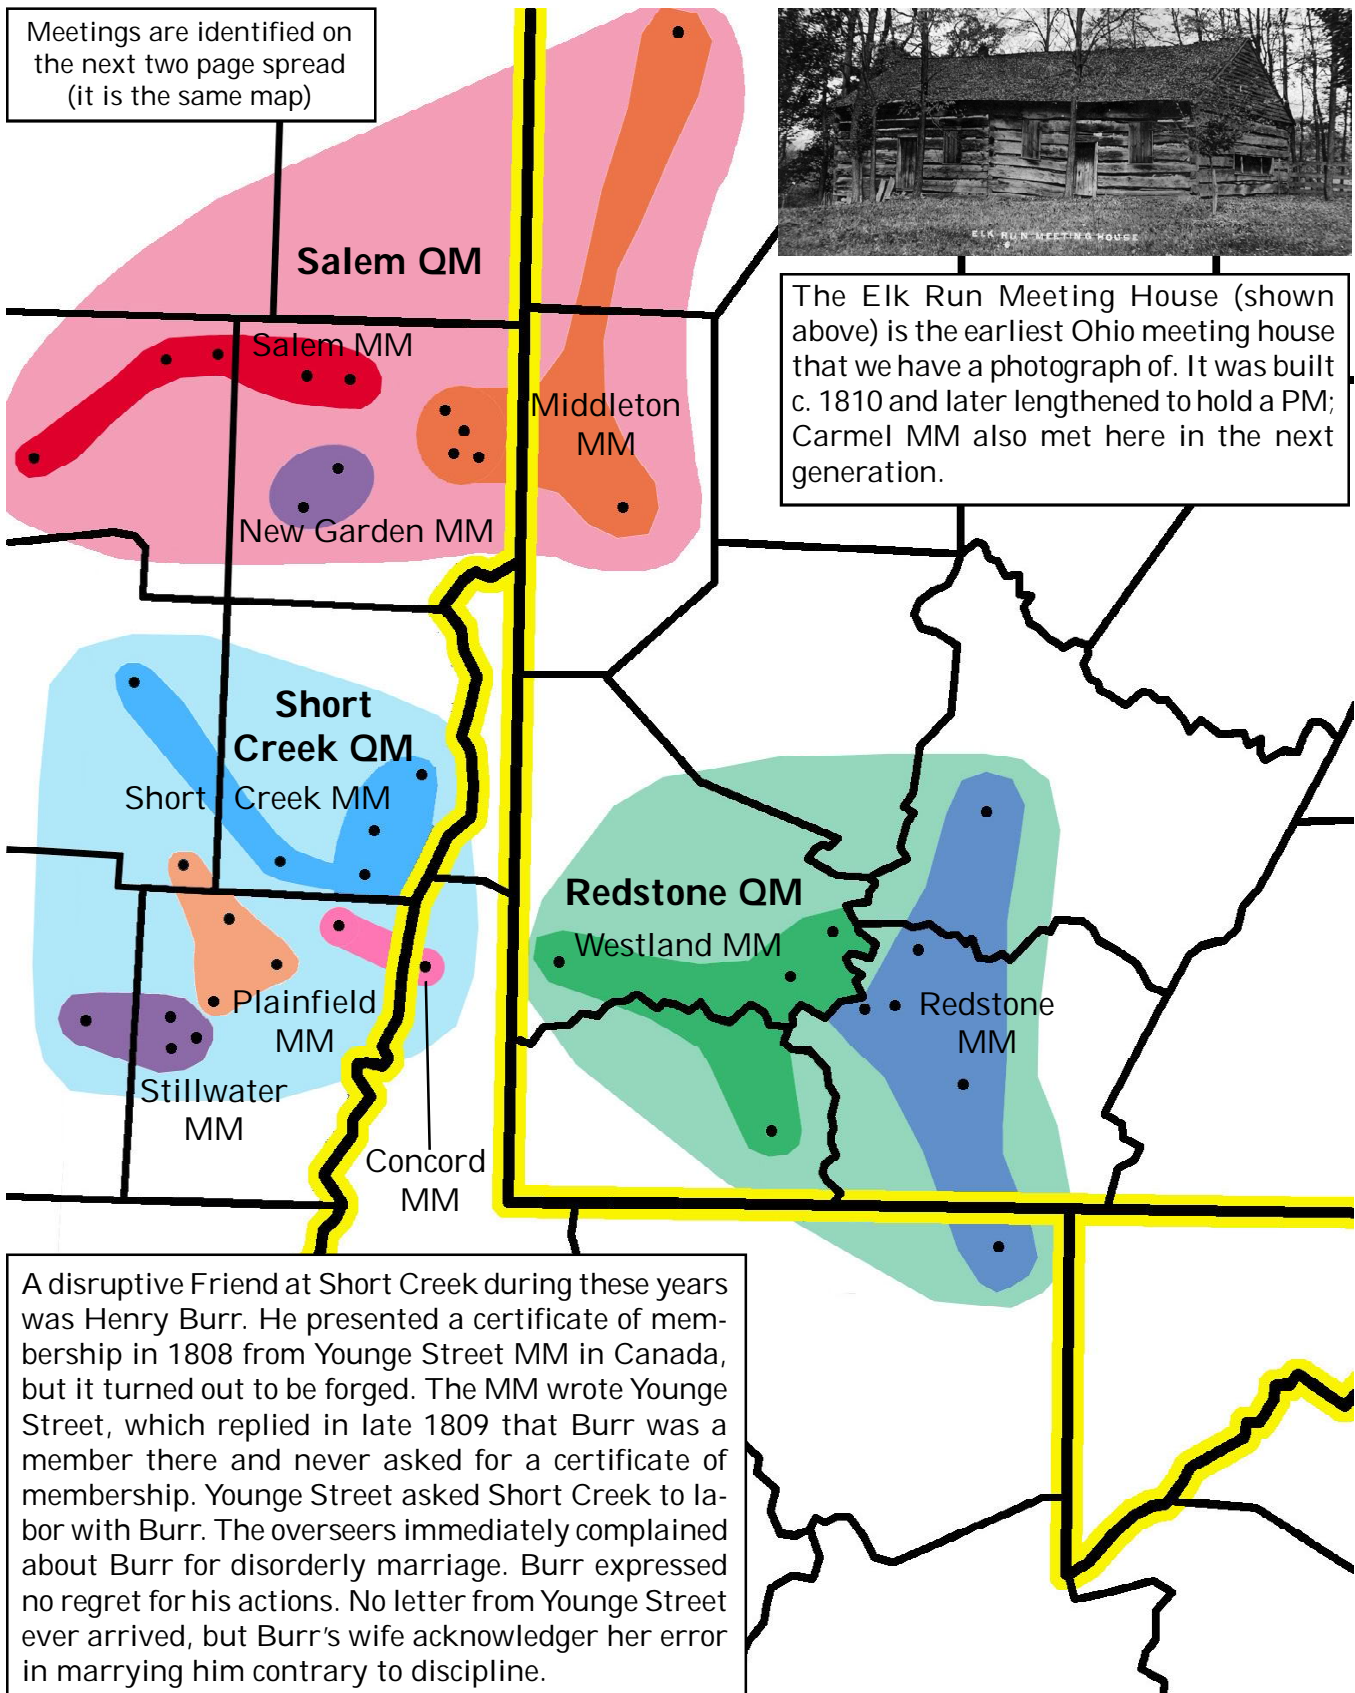 Meetings are identified on
the next two page spread
(it is the same map)
ELK RUN MEETING HOUSE
The Elk Run Meeting House (shown
above) is the earliest Ohio meeting house
that we have a photograph of. It was built
c. 1810 and later lengthened to hold a PM;
Carmel MM also met here in the next
generation.
Salem QM
Salem MM
Middleton
MM
New Garden MM
Short
Creek QM
Short Creek MM
Plainfield
MM
Stillwater
MM
Concord
MM
Redstone QM
Westland MM
Redstone
MM
A disruptive Friend at Short Creek during these years
was Henry Burr. He presented a certificate of mem-
bership in 1808 from Younge Street MM in Canada,
but it turned out to be forged. The MM wrote Younge
Street, which replied in late 1809 that Burr was a
member there and never asked for a certificate of
membership. Younge Street asked Short Creek to la-
bor with Burr. The overseers immediately complained
about Burr for disorderly marriage. Burr expressed
no regret for his actions. No letter from Younge Street
ever arrived, but Burr's wife acknowledger her error
in marrying him contrary to discipline.